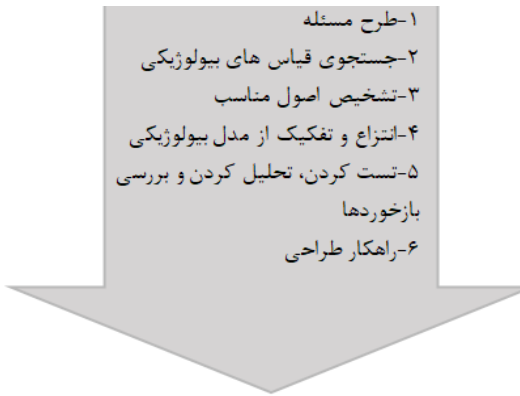 ۱-طرح مسئله
۲-جستجوی قیاس های بیولوژیکی
۳-تشخیص اصول مناسب
۴-انتزاع و تفکیک از مدل بیولوژیکی
۵-تست کردن، تحلیل کردن و بررسی
بازخوردها
۶-راهکار طراحی